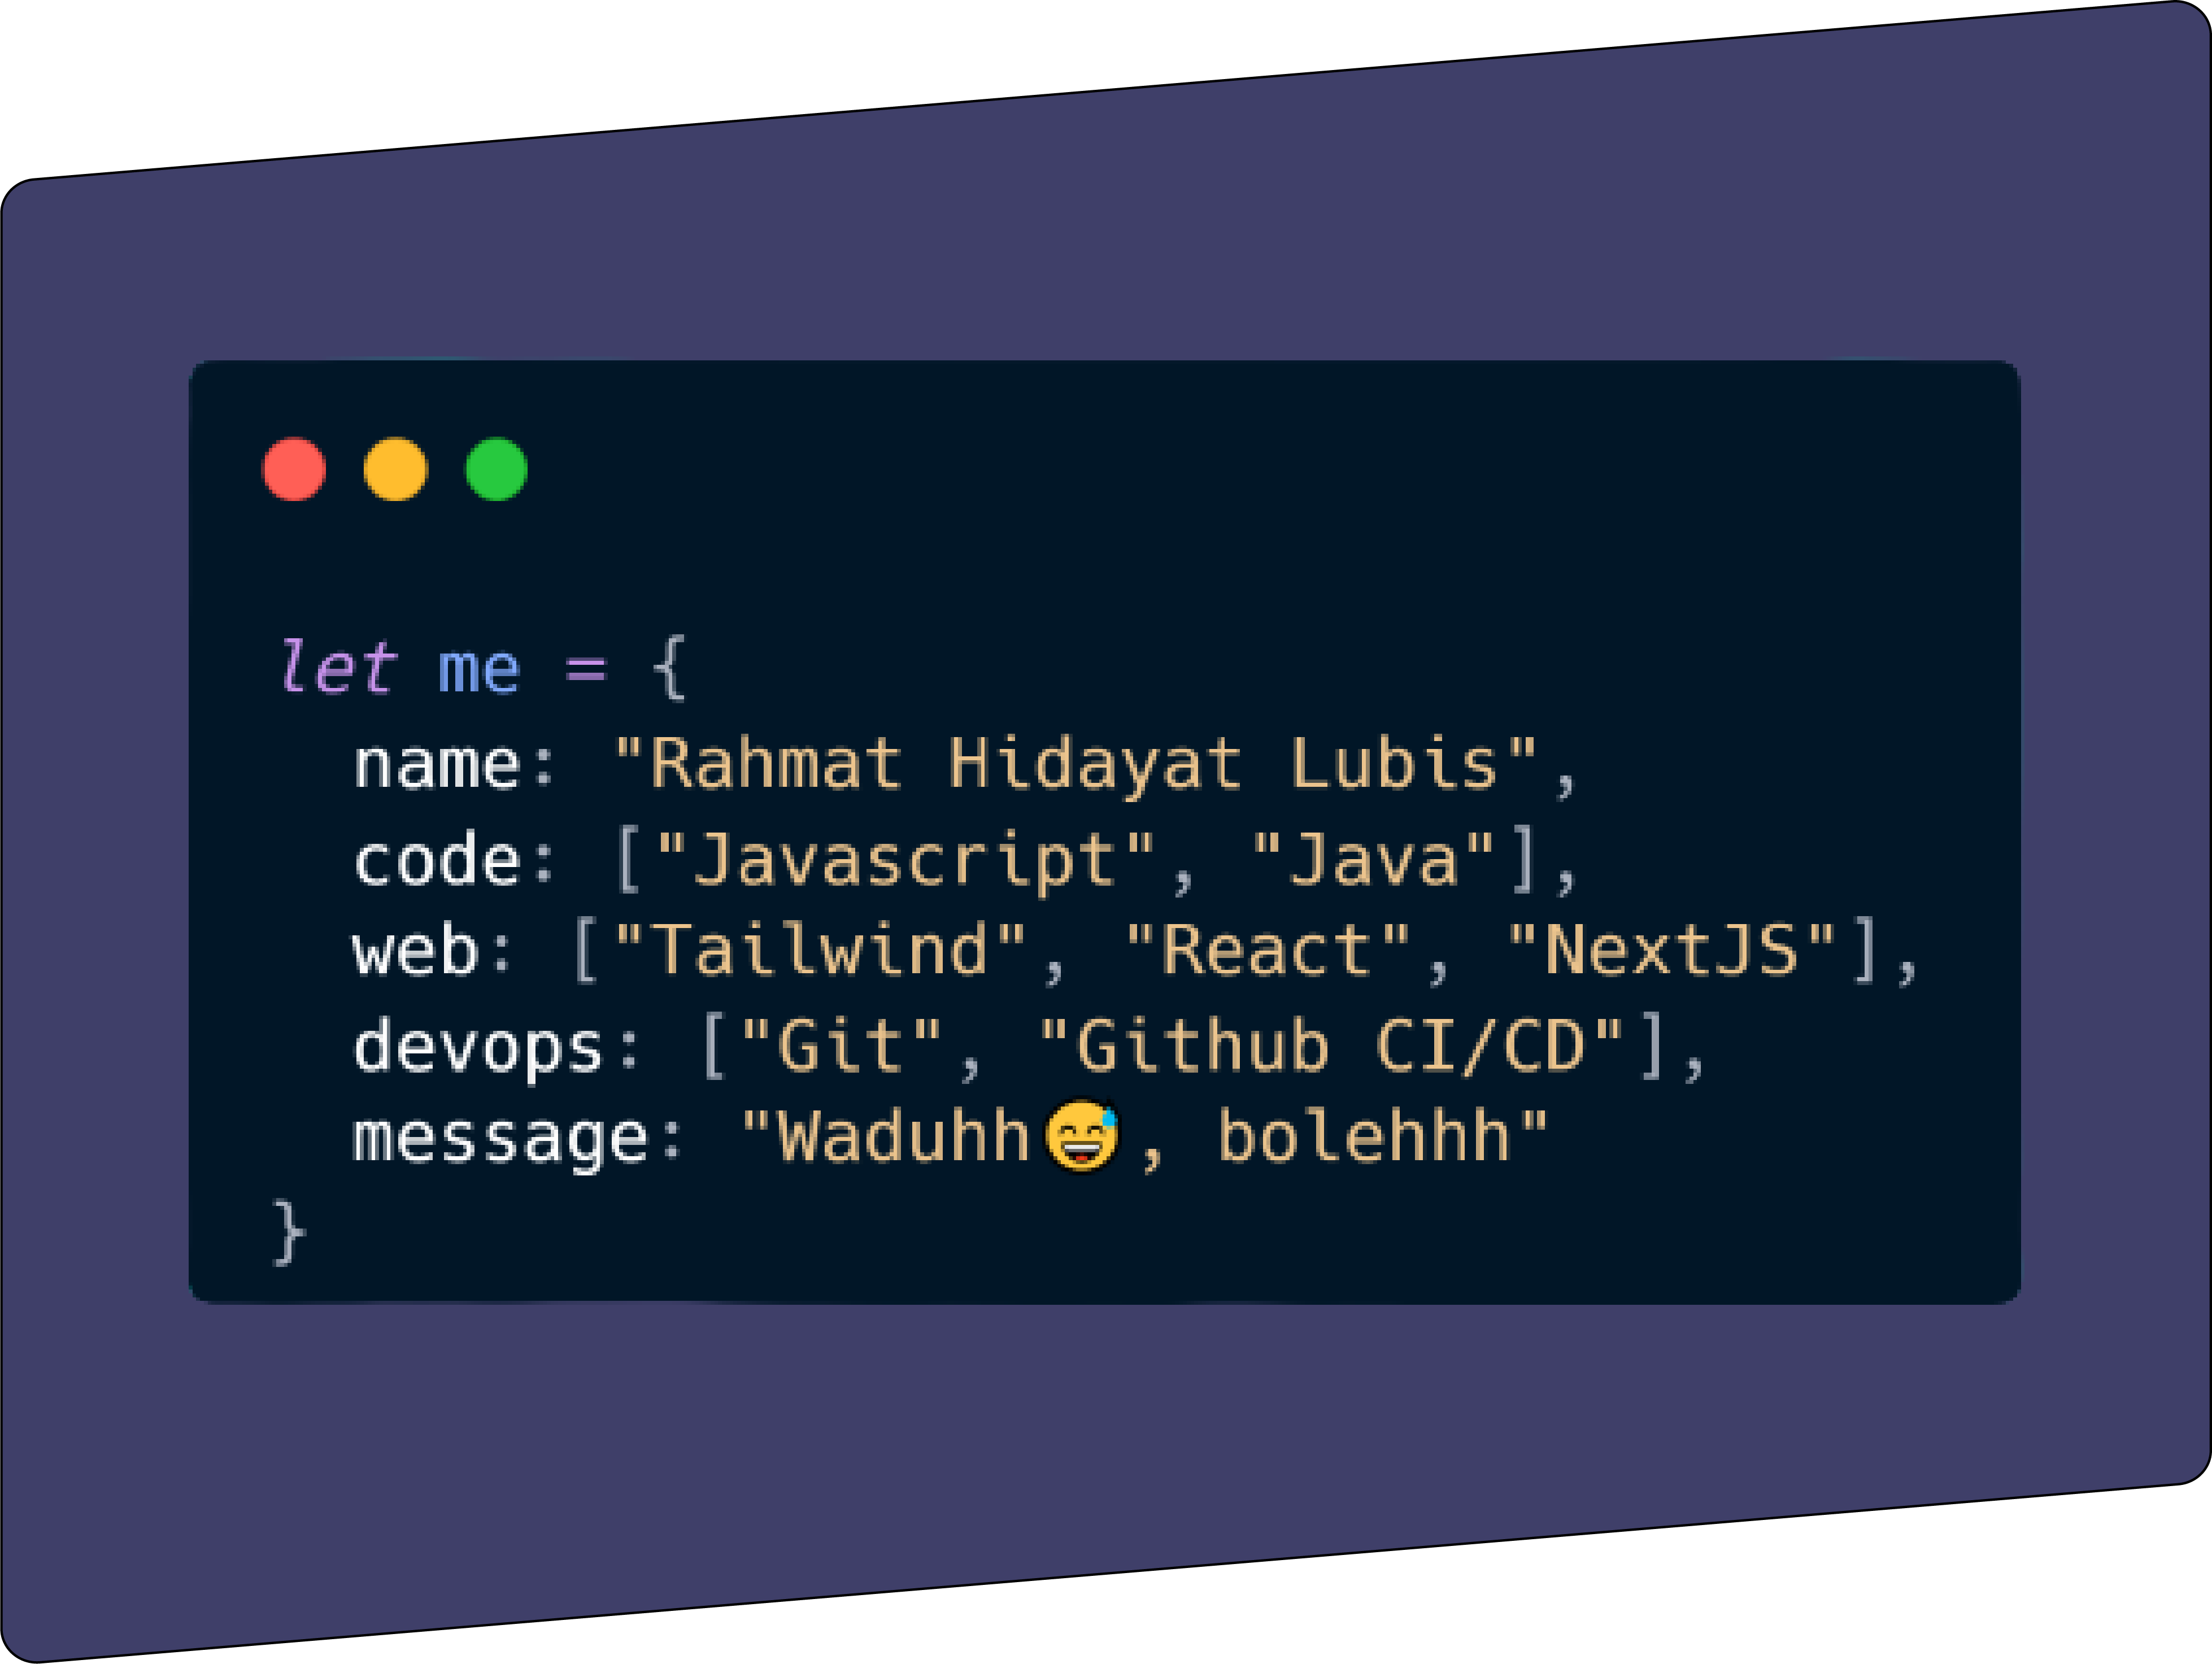 let me = {
  name: "Rahmat Hidayat Lubis",
  code: ["Javascript", "Java"],
  web: ["Tailwind", "React", "NextJS"],
  devops: ["Git", "Github CI/CD"],
  message: "Waduhh😅, bolehhh"
}